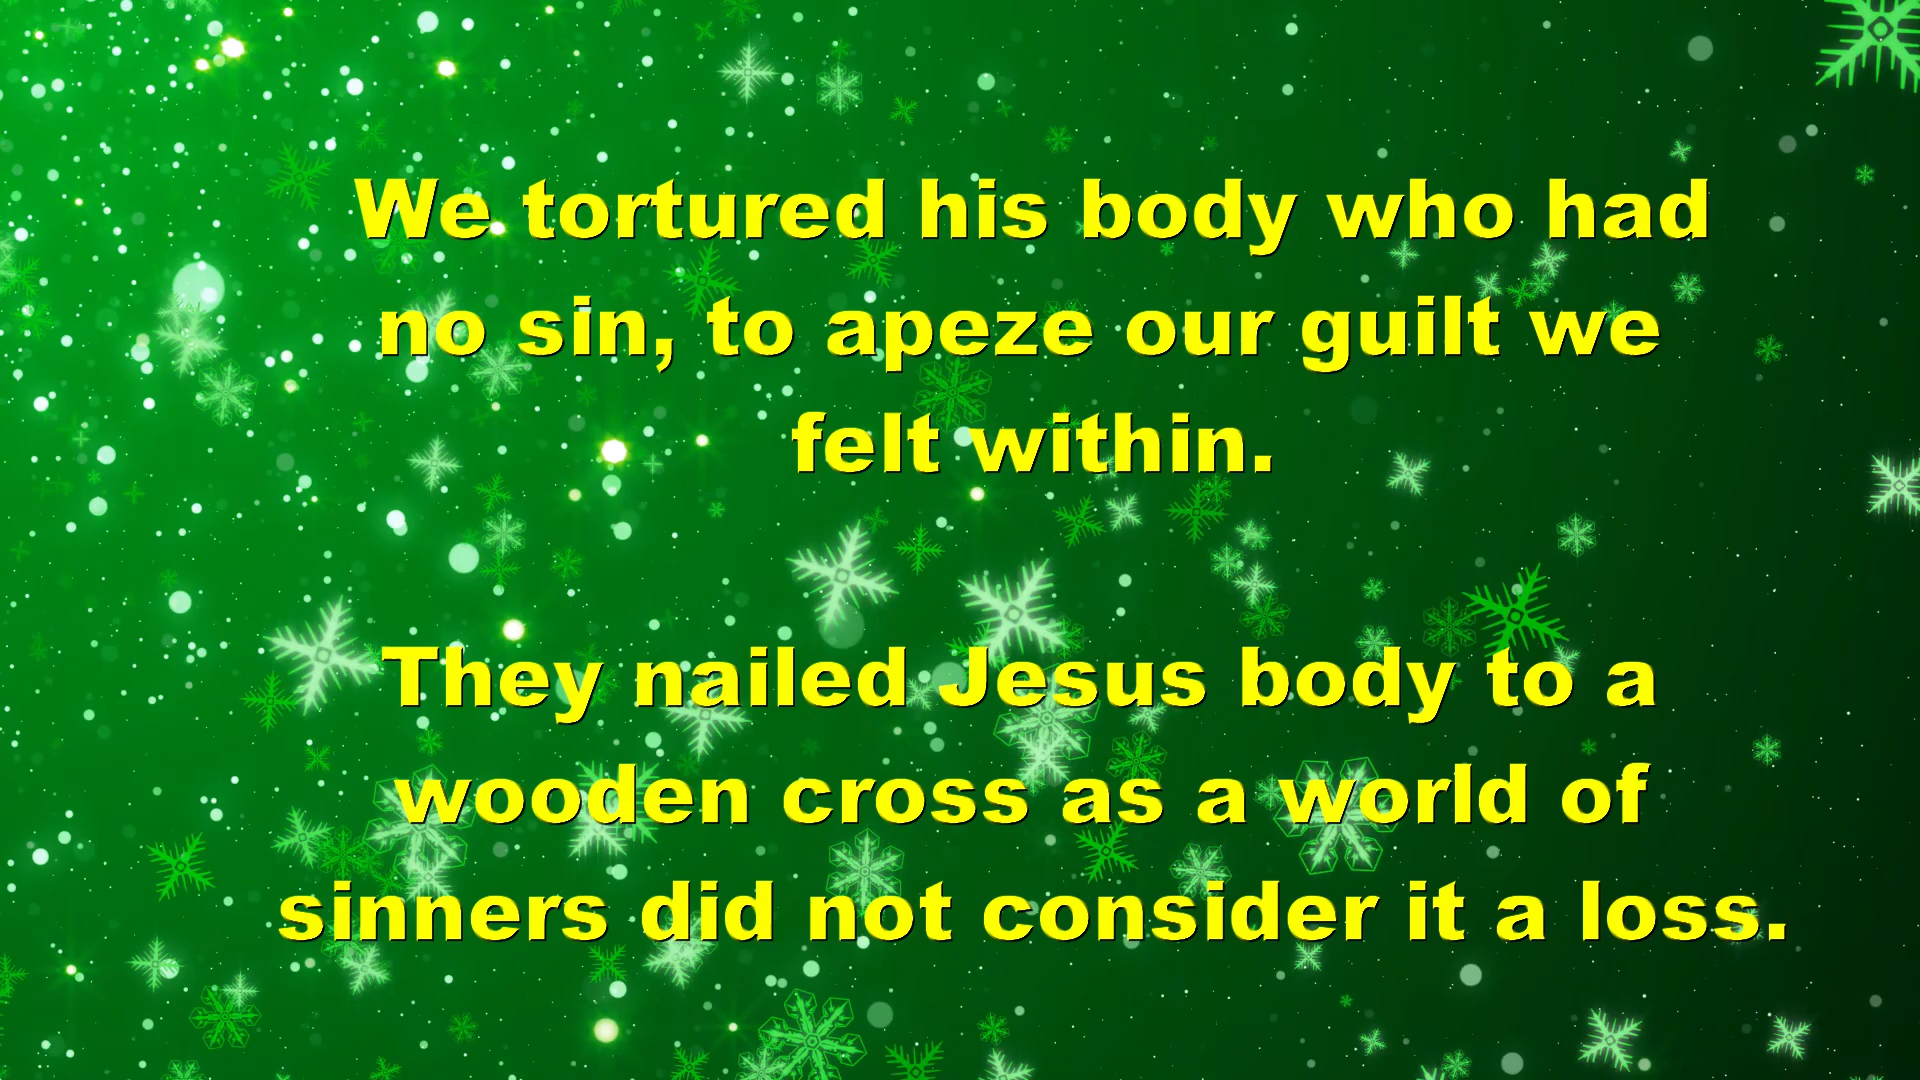 We tortured his body who had
no sin, to apeze our guilt we
felt within.
They nailed Jesus body to a
wooden cross as a world of
sinners did not consider it a loss.